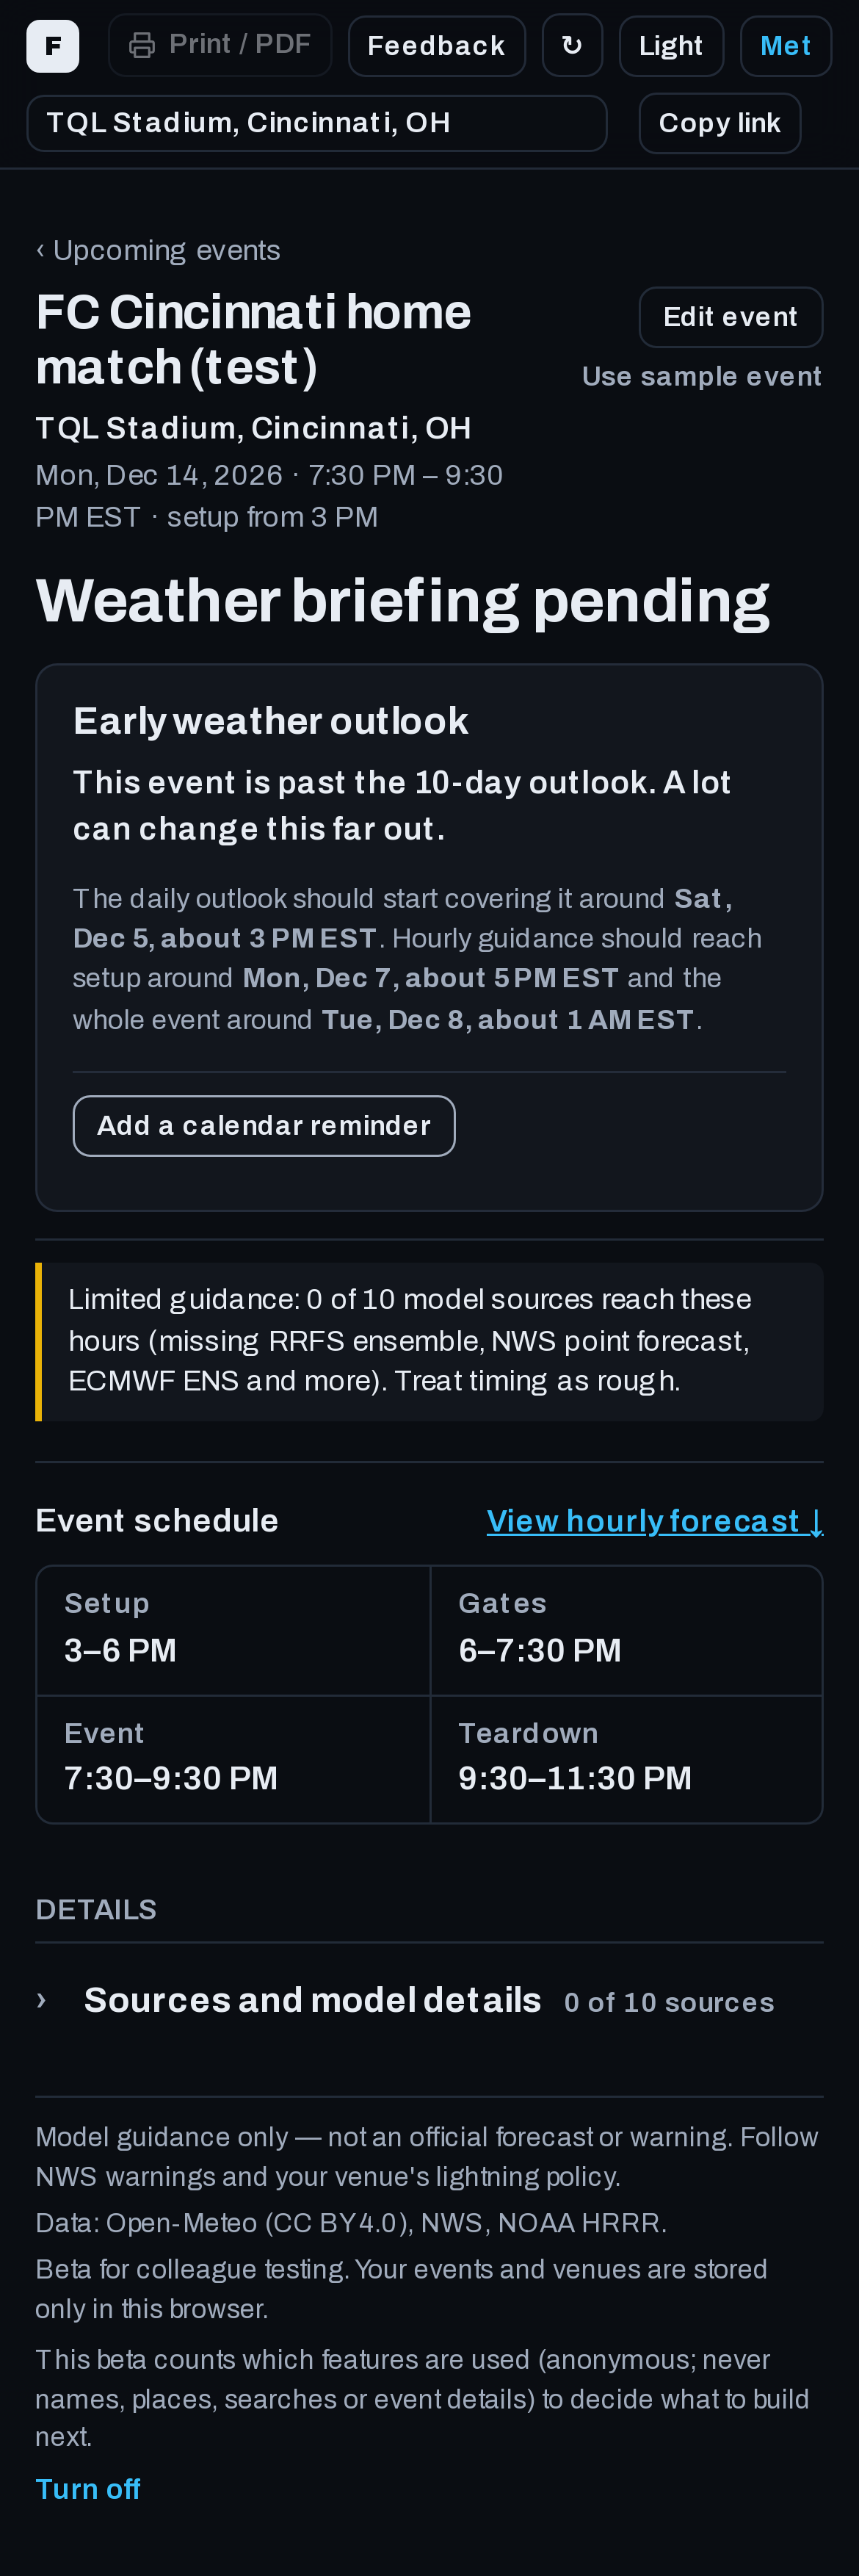 F Print / PDF Feedback ↻ Light Met
TQL Stadium, Cincinnati, OH Copy link
‹ Upcoming events
FC Cincinnati home
match (test)
Edit event
Use sample event
TQL Stadium, Cincinnati, OH
Mon, Dec 14, 2026 · 7:30 PM – 9:30
PM EST · setup from 3 PM
Weather briefing pending
Early weather outlook
This event is past the 10-day outlook. A lot
can change this far out.
The daily outlook should start covering it around Sat,
Dec 5, about 3 PM EST. Hourly guidance should reach
setup around Mon, Dec 7, about 5 PM EST and the
whole event around Tue, Dec 8, about 1 AM EST.
Add a calendar reminder
Limited guidance: 0 of 10 model sources reach these
hours (missing RRFS ensemble, NWS point forecast,
ECMWF ENS and more). Treat timing as rough.
Event schedule View hourly forecast ↓
Setup
3–6 PM
Gates
6–7:30 PM
Event
7:30–9:30 PM
Teardown
9:30–11:30 PM
DETAILS
› Sources and model details 0 of 10 sources
Model guidance only — not an official forecast or warning. Follow
NWS warnings and your venue's lightning policy.
Data: Open-Meteo (CC BY 4.0), NWS, NOAA HRRR.
Beta for colleague testing. Your events and venues are stored
only in this browser.
This beta counts which features are used (anonymous; never
names, places, searches or event details) to decide what to build
next.
Turn off